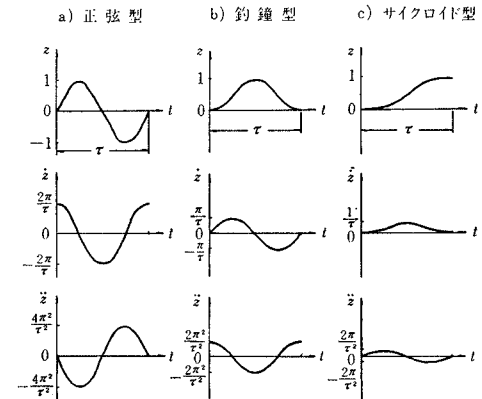 a) 正弦型 b) 釣鐘型 c) サイクロイド型
z z z
1 1 1
0 t 0 t 0 t
-1
τ τ τ
ż ż ż
2π/τ π/τ 1/τ
0 t 0 t 0 t
-2π/τ -π/τ
z̈ z̈ z̈
4π²/τ² 2π²/τ² 2π/τ²
0 t 0 t 0 t
-4π²/τ² -2π²/τ² -2π/τ²